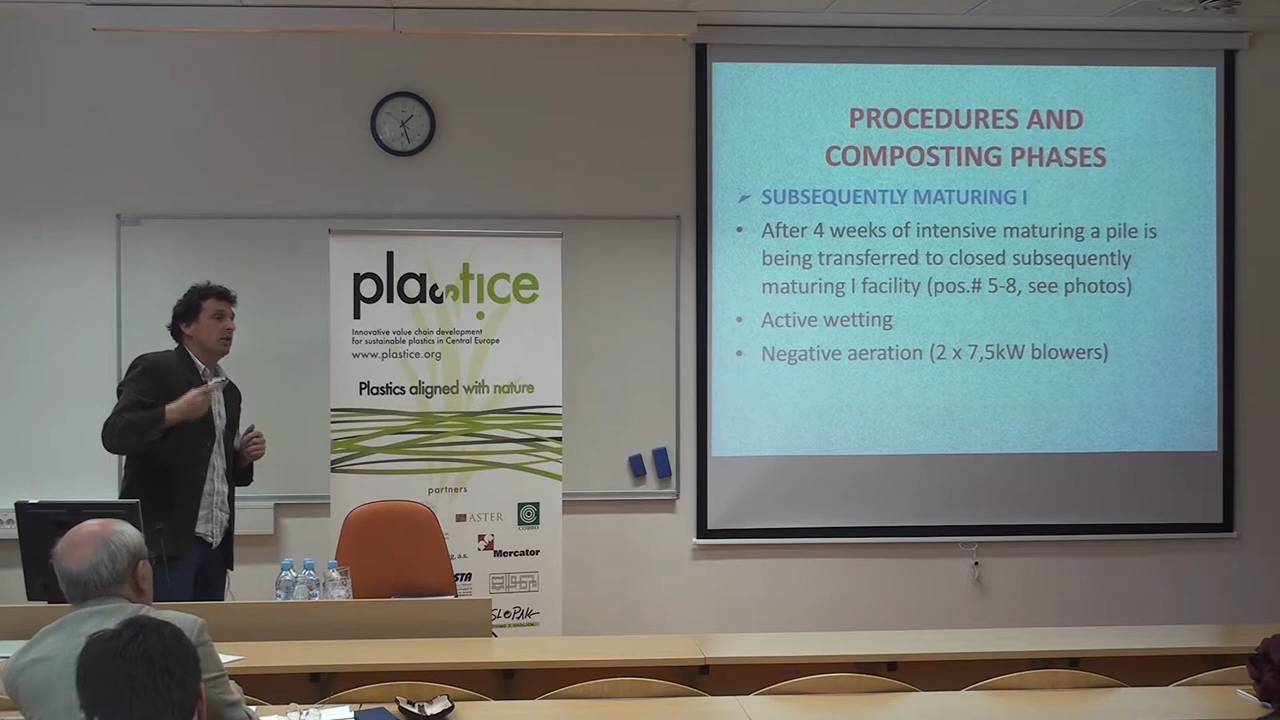 PROCEDURES AND
COMPOSTING PHASES
SUBSEQUENTLY MATURING I
• After 4 weeks of intensive maturing a pile is
being transferred to closed subsequently
maturing I facility (pos.# 5-8, see photos)
• Active wetting
• Negative aeration (2 x 7,5kW blowers)
plastice
Innovative value chain development
for sustainable plastics in Central Europe
www.plastice.org
Plastics aligned with nature
partners
ASTER
COBRO
Mercator